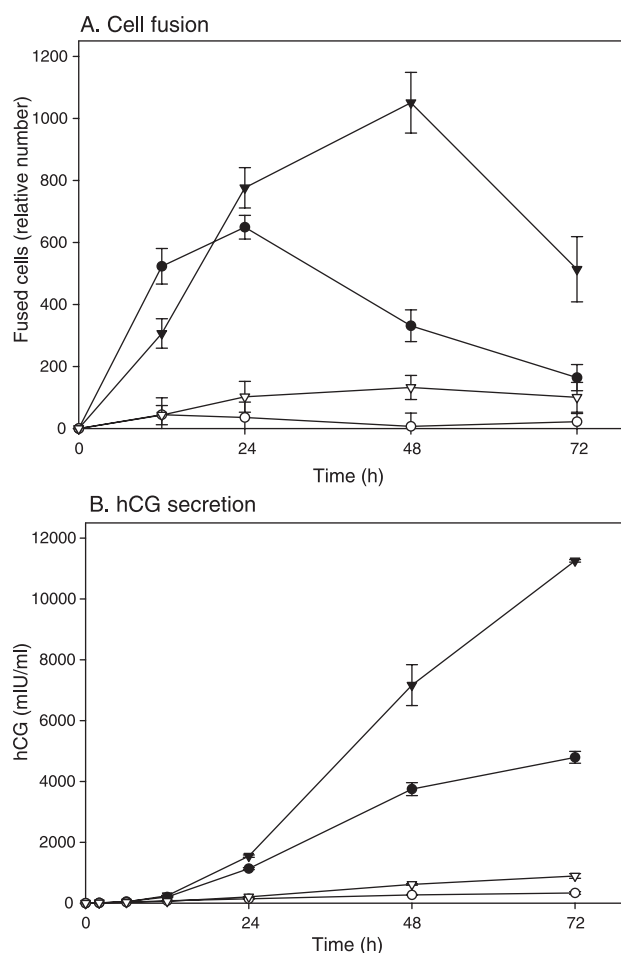 A. Cell fusion
1200
1000
800
600
400
200
0
Fused cells (relative number)
0 24 48 72
Time (h)
B. hCG secretion
12000
10000
8000
6000
4000
2000
0
hCG (mIU/ml)
0 24 48 72
Time (h)